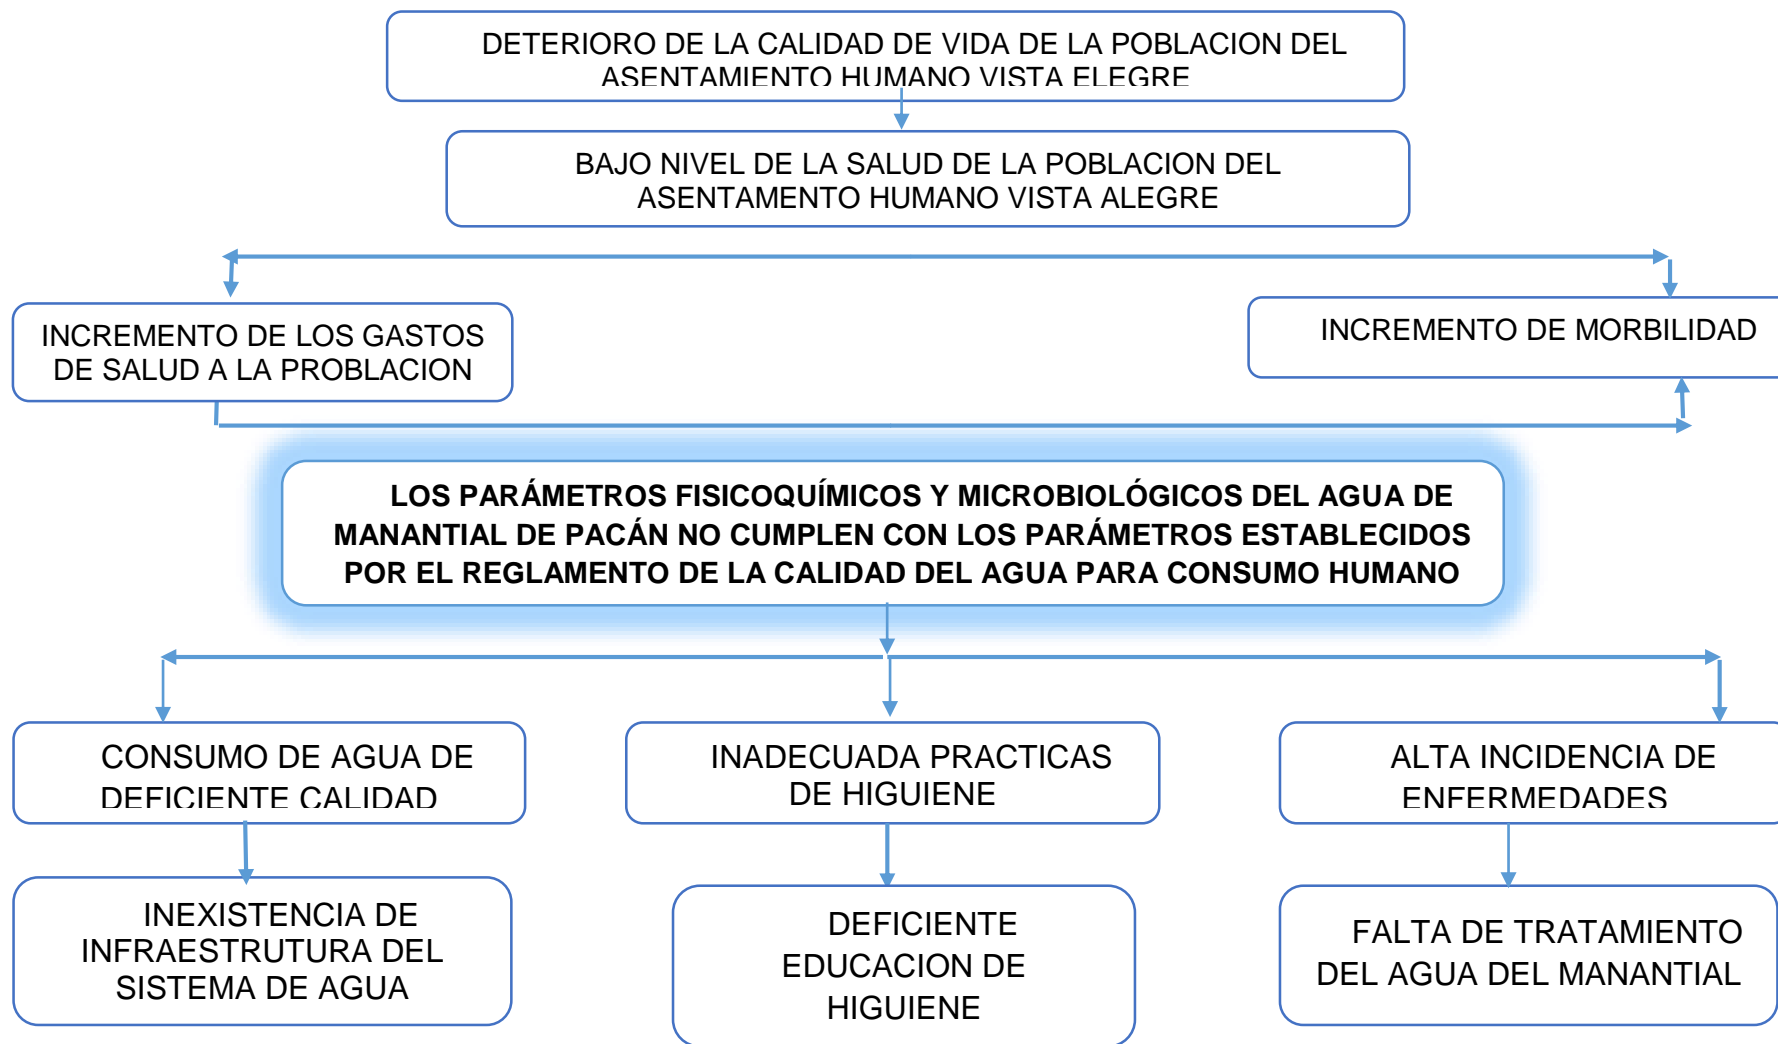 DETERIORO DE LA CALIDAD DE VIDA DE LA POBLACION DEL
ASENTAMIENTO HUMANO VISTA ELEGRE
BAJO NIVEL DE LA SALUD DE LA POBLACION DEL
ASENTAMENTO HUMANO VISTA ALEGRE
INCREMENTO DE LOS GASTOS
DE SALUD A LA PROBLACION
INCREMENTO DE MORBILIDAD
LOS PARÁMETROS FISICOQUÍMICOS Y MICROBIOLÓGICOS DEL AGUA DE
MANANTIAL DE PACÁN NO CUMPLEN CON LOS PARÁMETROS ESTABLECIDOS
POR EL REGLAMENTO DE LA CALIDAD DEL AGUA PARA CONSUMO HUMANO
CONSUMO DE AGUA DE
DEFICIENTE CALIDAD
INADECUADA PRACTICAS
DE HIGUIENE
ALTA INCIDENCIA DE
ENFERMEDADES
INEXISTENCIA DE
INFRAESTRUTURA DEL
SISTEMA DE AGUA
DEFICIENTE
EDUCACION DE
HIGUIENE
FALTA DE TRATAMIENTO
DEL AGUA DEL MANANTIAL